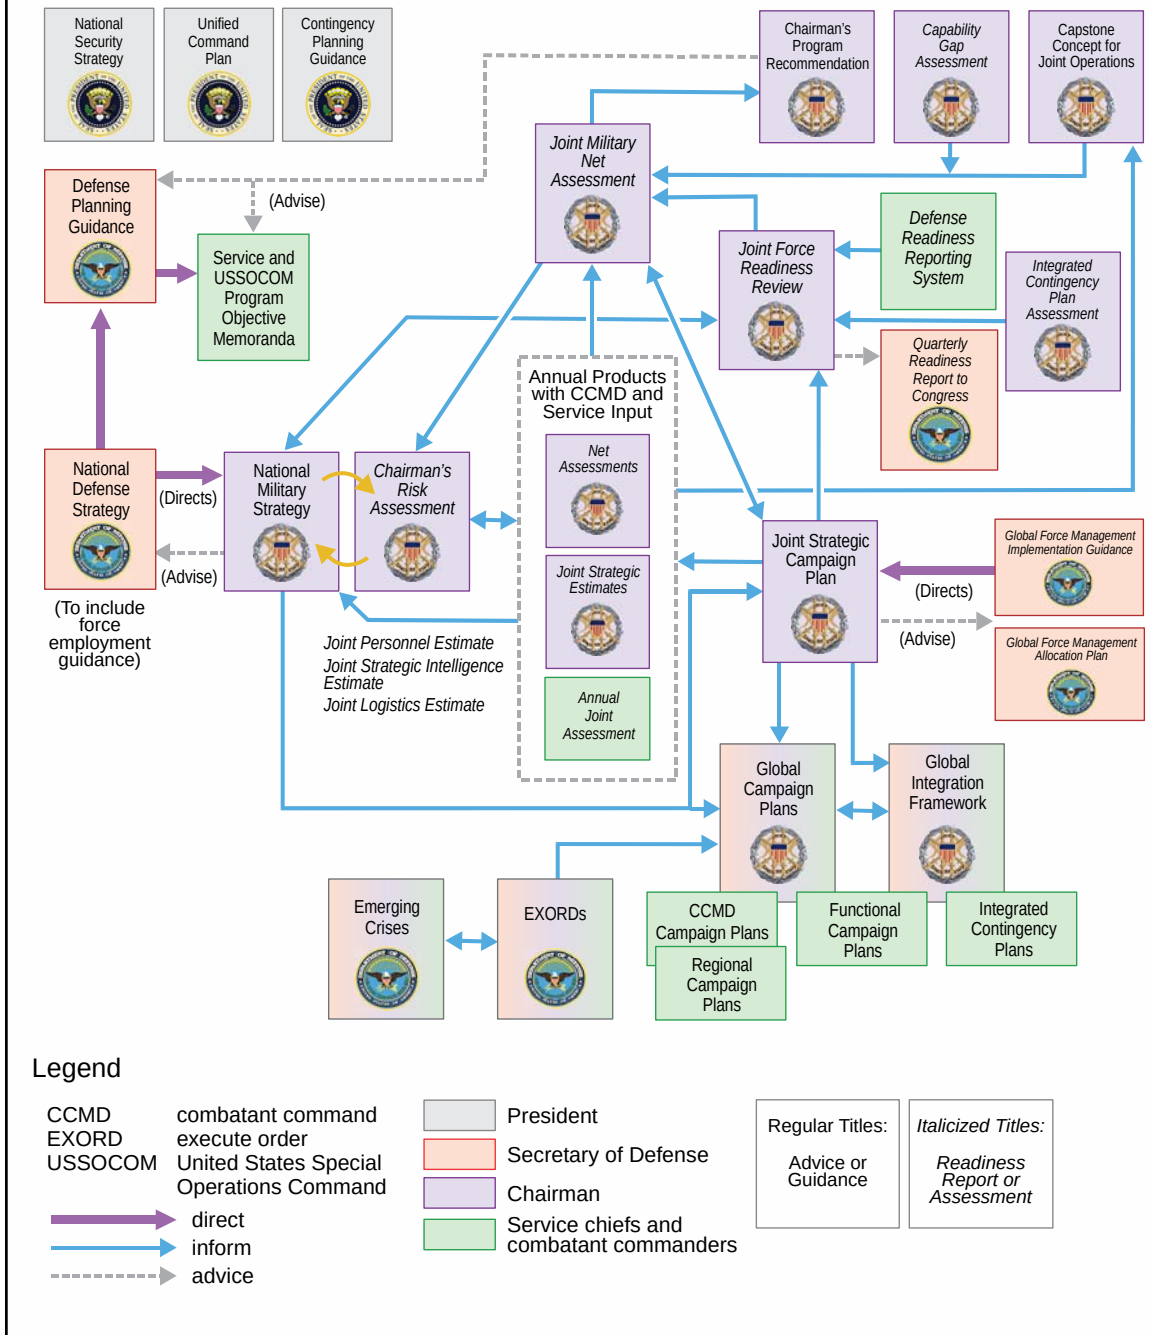 National
Security
Strategy
Unified
Command
Plan
Contingency
Planning
Guidance
Chairman's
Program
Recommendation
Capability
Gap
Assessment
Capstone
Concept for
Joint Operations
Joint Military
Net
Assessment
Defense
Planning
Guidance
(Advise)
Service and
USSOCOM
Program
Objective
Memoranda
Joint Force
Readiness
Review
Defense
Readiness
Reporting
System
Integrated
Contingency
Plan
Assessment
Quarterly
Readiness
Report to
Congress
Annual Products
with CCMD and
Service Input
National
Defense
Strategy
(Directs)
(Advise)
(To include
force
employment
guidance)
National
Military
Strategy
Chairman's
Risk
Assessment
Net
Assessments
Joint Strategic
Estimates
Annual
Joint
Assessment
Joint Personnel Estimate
Joint Strategic Intelligence
Estimate
Joint Logistics Estimate
Joint Strategic
Campaign
Plan
(Directs)
(Advise)
Global Force Management
Implementation Guidance
Global Force Management
Allocation Plan
Global
Campaign
Plans
Global
Integration
Framework
Emerging
Crises
EXORDs
CCMD
Campaign Plans
Regional
Campaign
Plans
Functional
Campaign
Plans
Integrated
Contingency
Plans
Legend
CCMD combatant command
EXORD execute order
USSOCOM United States Special
Operations Command
direct
inform
advice
President
Secretary of Defense
Chairman
Service chiefs and
combatant commanders
Regular Titles:
Advice or
Guidance
Italicized Titles:
Readiness
Report or
Assessment